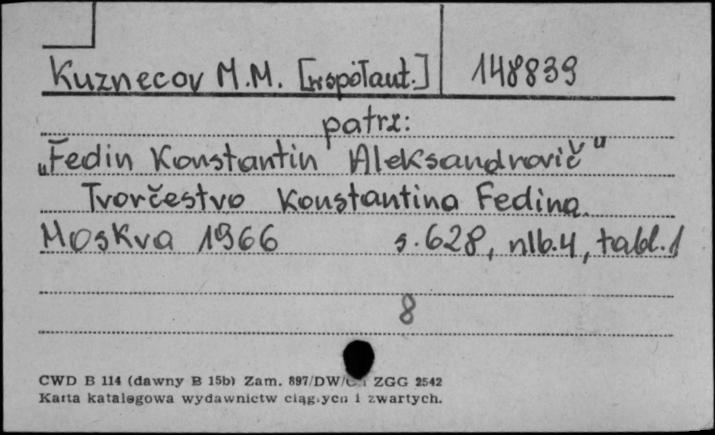 Kuznecov M.M. [współaut.] 148839
patrz:
„Fedin Konstantin Aleksandrovič"
Tvorčestvo Konstantina Fedina.
Moskva 1966 s. 628, nlb. 4, tabl. 1
8
CWD B 114 (dawny B 15b) Zam. 897/DW/ ZGG 2542
Karta katalogowa wydawnictw i zwartych.